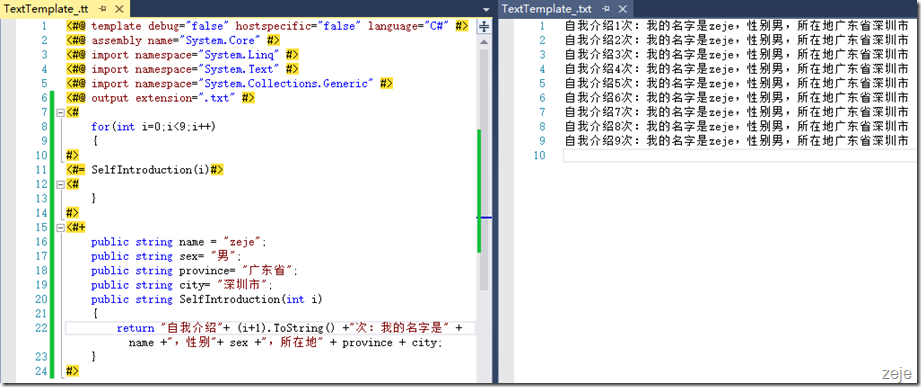 TextTemplate_.tt
1 <#@ template debug="false" hostspecific="false" language="C#" #>
2 <#@ assembly name="System.Core" #>
3 <#@ import namespace="System.Linq" #>
4 <#@ import namespace="System.Text" #>
5 <#@ import namespace="System.Collections.Generic" #>
6 <#@ output extension=".txt" #>
7 <#
8 for(int i=0;i<9;i++)
9 {
10 #>
11 <#= SelfIntroduction(i)#>
12 <#
13 }
14 #>
15 <#+
16 public string name = "zeje";
17 public string sex= "男";
18 public string province= "广东省";
19 public string city= "深圳市";
20 public string SelfIntroduction(int i)
21 {
22 return "自我介绍"+ (i+1).ToString() +"次：我的名字是" +
name +"，性别"+ sex +"，所在地" + province + city;
23 }
24 #>
TextTemplate_.txt
1 自我介绍1次：我的名字是zeje，性别男，所在地广东省深圳市
2 自我介绍2次：我的名字是zeje，性别男，所在地广东省深圳市
3 自我介绍3次：我的名字是zeje，性别男，所在地广东省深圳市
4 自我介绍4次：我的名字是zeje，性别男，所在地广东省深圳市
5 自我介绍5次：我的名字是zeje，性别男，所在地广东省深圳市
6 自我介绍6次：我的名字是zeje，性别男，所在地广东省深圳市
7 自我介绍7次：我的名字是zeje，性别男，所在地广东省深圳市
8 自我介绍8次：我的名字是zeje，性别男，所在地广东省深圳市
9 自我介绍9次：我的名字是zeje，性别男，所在地广东省深圳市
10
zeje